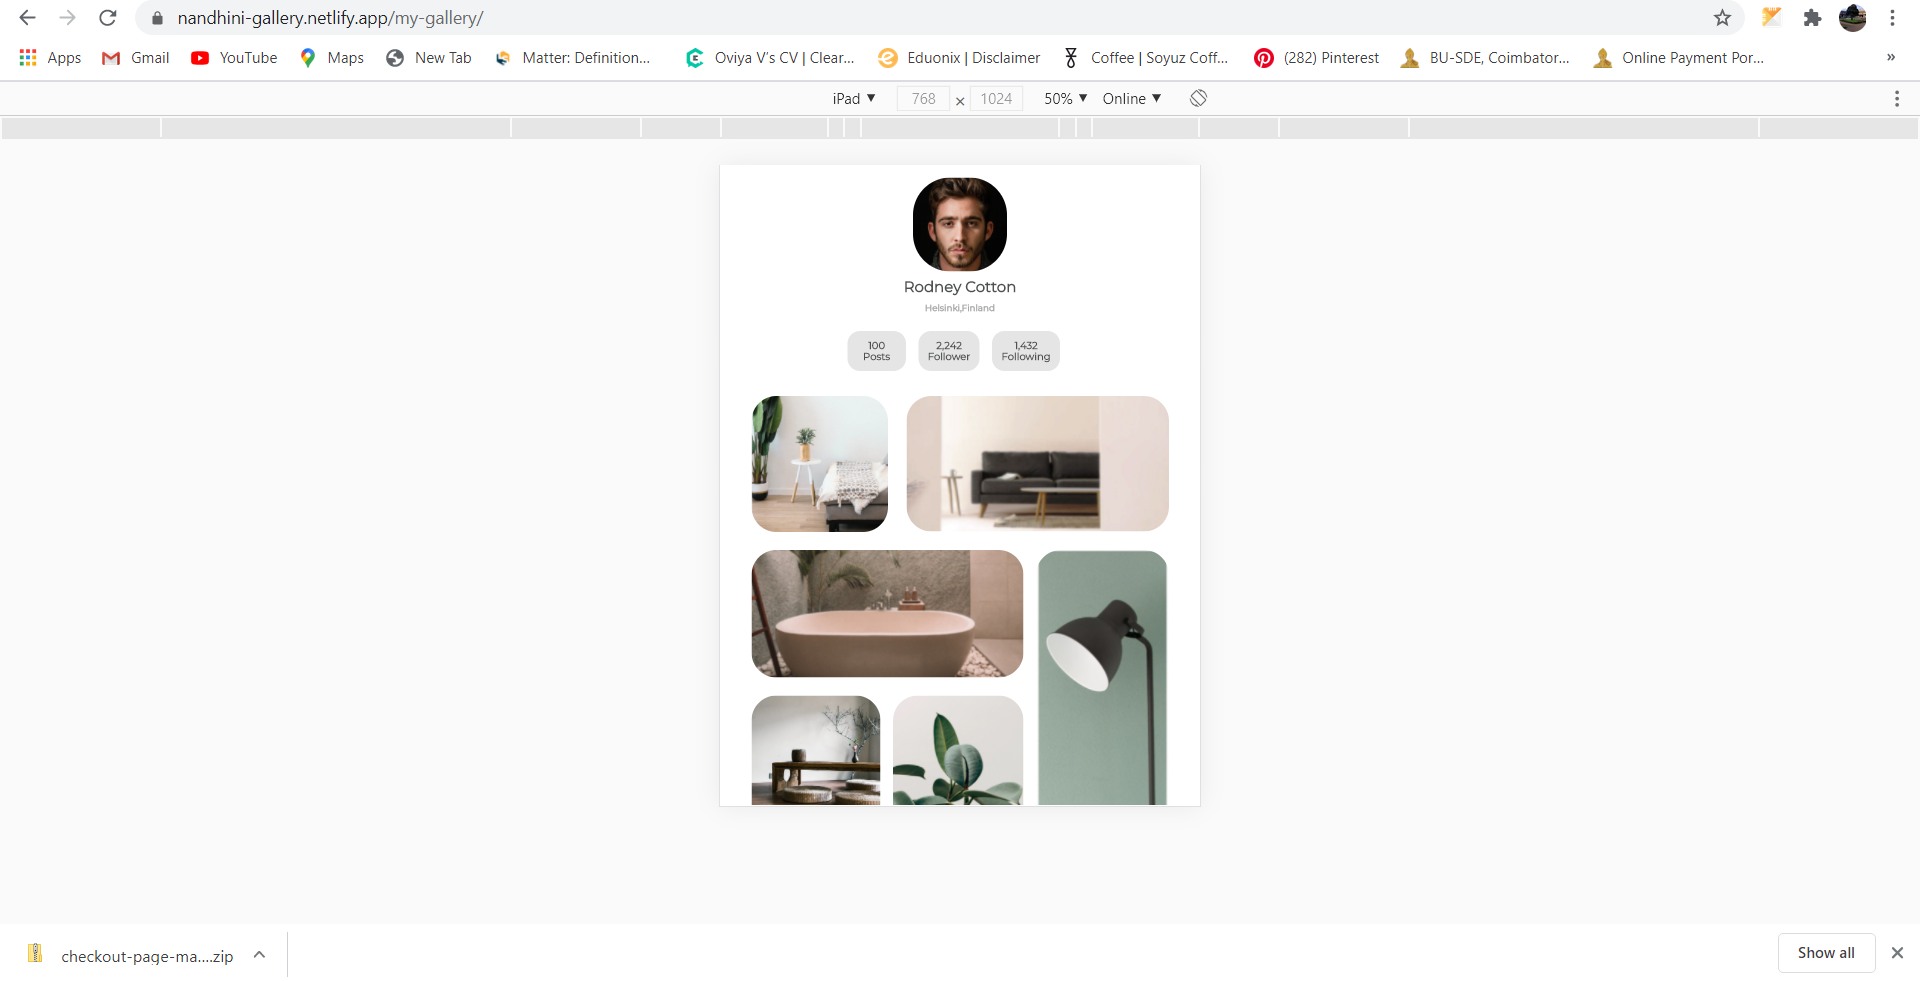 nandhini-gallery.netlify.app/my-gallery/
Apps Gmail YouTube Maps New Tab Matter: Definition... Oviya V's CV | Clear... Eduonix | Disclaimer Coffee | Soyuz Coff... (282) Pinterest BU-SDE, Coimbator... Online Payment Por... »
iPad ▼ 768 × 1024 50% ▼ Online ▼
Rodney Cotton
Helsinki,Finland
100 2,242 1,432
Posts Follower Following
checkout-page-ma....zip Show all